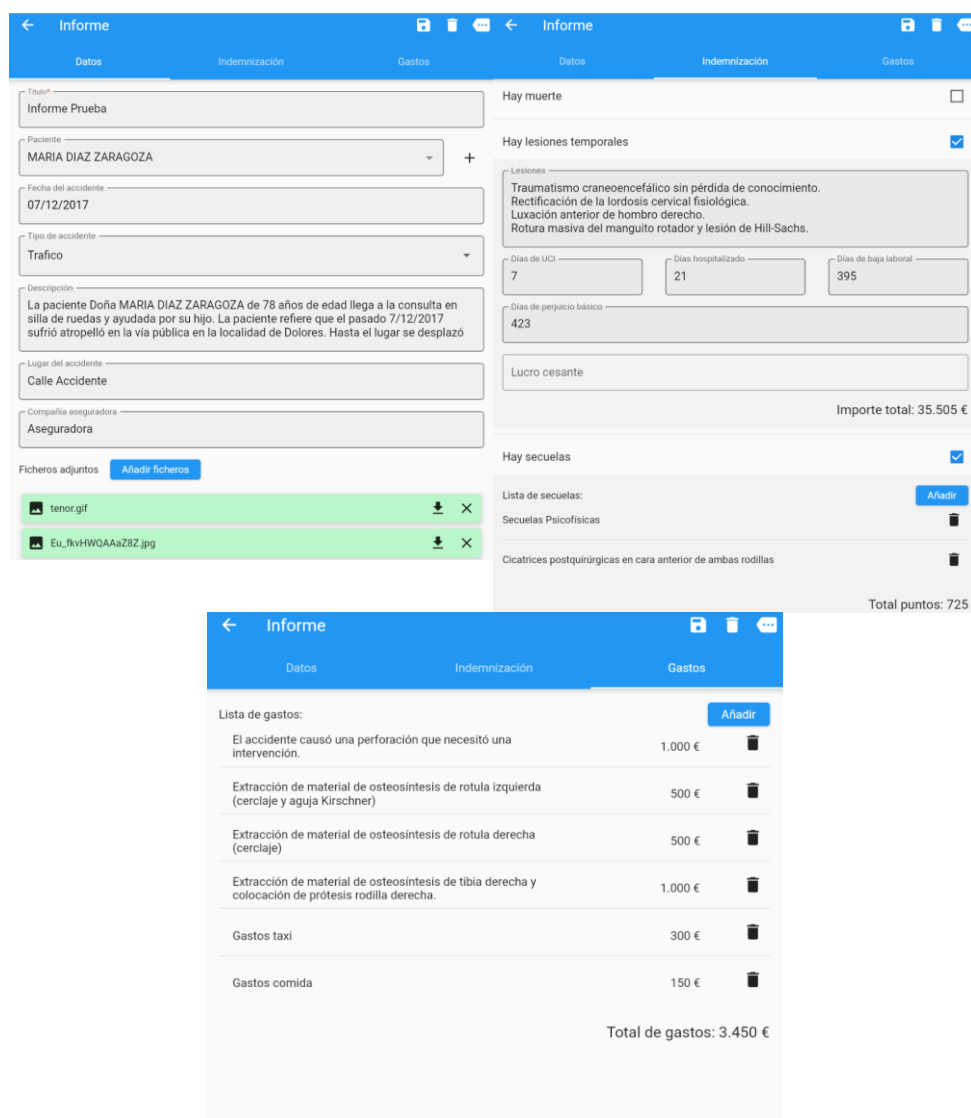 Informe
Datos
Indemnización
Gastos
Título*
Informe Prueba
Paciente
MARIA DIAZ ZARAGOZA
Fecha del accidente
07/12/2017
Tipo de accidente
Trafico
Descripción
La paciente Doña MARIA DIAZ ZARAGOZA de 78 años de edad llega a la consulta en
silla de ruedas y ayudada por su hijo. La paciente refiere que el pasado 7/12/2017
sufrió atropelló en la vía pública en la localidad de Dolores. Hasta el lugar se desplazó
Lugar del accidente
Calle Accidente
Compañía aseguradora
Aseguradora
Ficheros adjuntos
Añadir ficheros
tenor.gif
Eu_fkvHWQAAaZ8Z.jpg
Informe
Datos
Indemnización
Gastos
Hay muerte
Hay lesiones temporales
Lesiones
Traumatismo craneoencefálico sin pérdida de conocimiento.
Rectificación de la lordosis cervical fisiológica.
Luxación anterior de hombro derecho.
Rotura masiva del manguito rotador y lesión de Hill-Sachs.
Días de UCI
7
Días hospitalizado
21
Días de baja laboral
395
Días de perjuicio básico
423
Lucro cesante
Importe total: 35.505 €
Hay secuelas
Lista de secuelas:
Añadir
Secuelas Psicofísicas
Cicatrices postquirúrgicas en cara anterior de ambas rodillas
Total puntos: 725
Informe
Datos
Indemnización
Gastos
Lista de gastos:
Añadir
El accidente causó una perforación que necesitó una
intervención.
1.000 €
Extracción de material de osteosíntesis de rotula izquierda
(cerclaje y aguja Kirschner)
500 €
Extracción de material de osteosíntesis de rotula derecha
(cerclaje)
500 €
Extracción de material de osteosíntesis de tibia derecha y
colocación de prótesis rodilla derecha.
1.000 €
Gastos taxi
300 €
Gastos comida
150 €
Total de gastos: 3.450 €